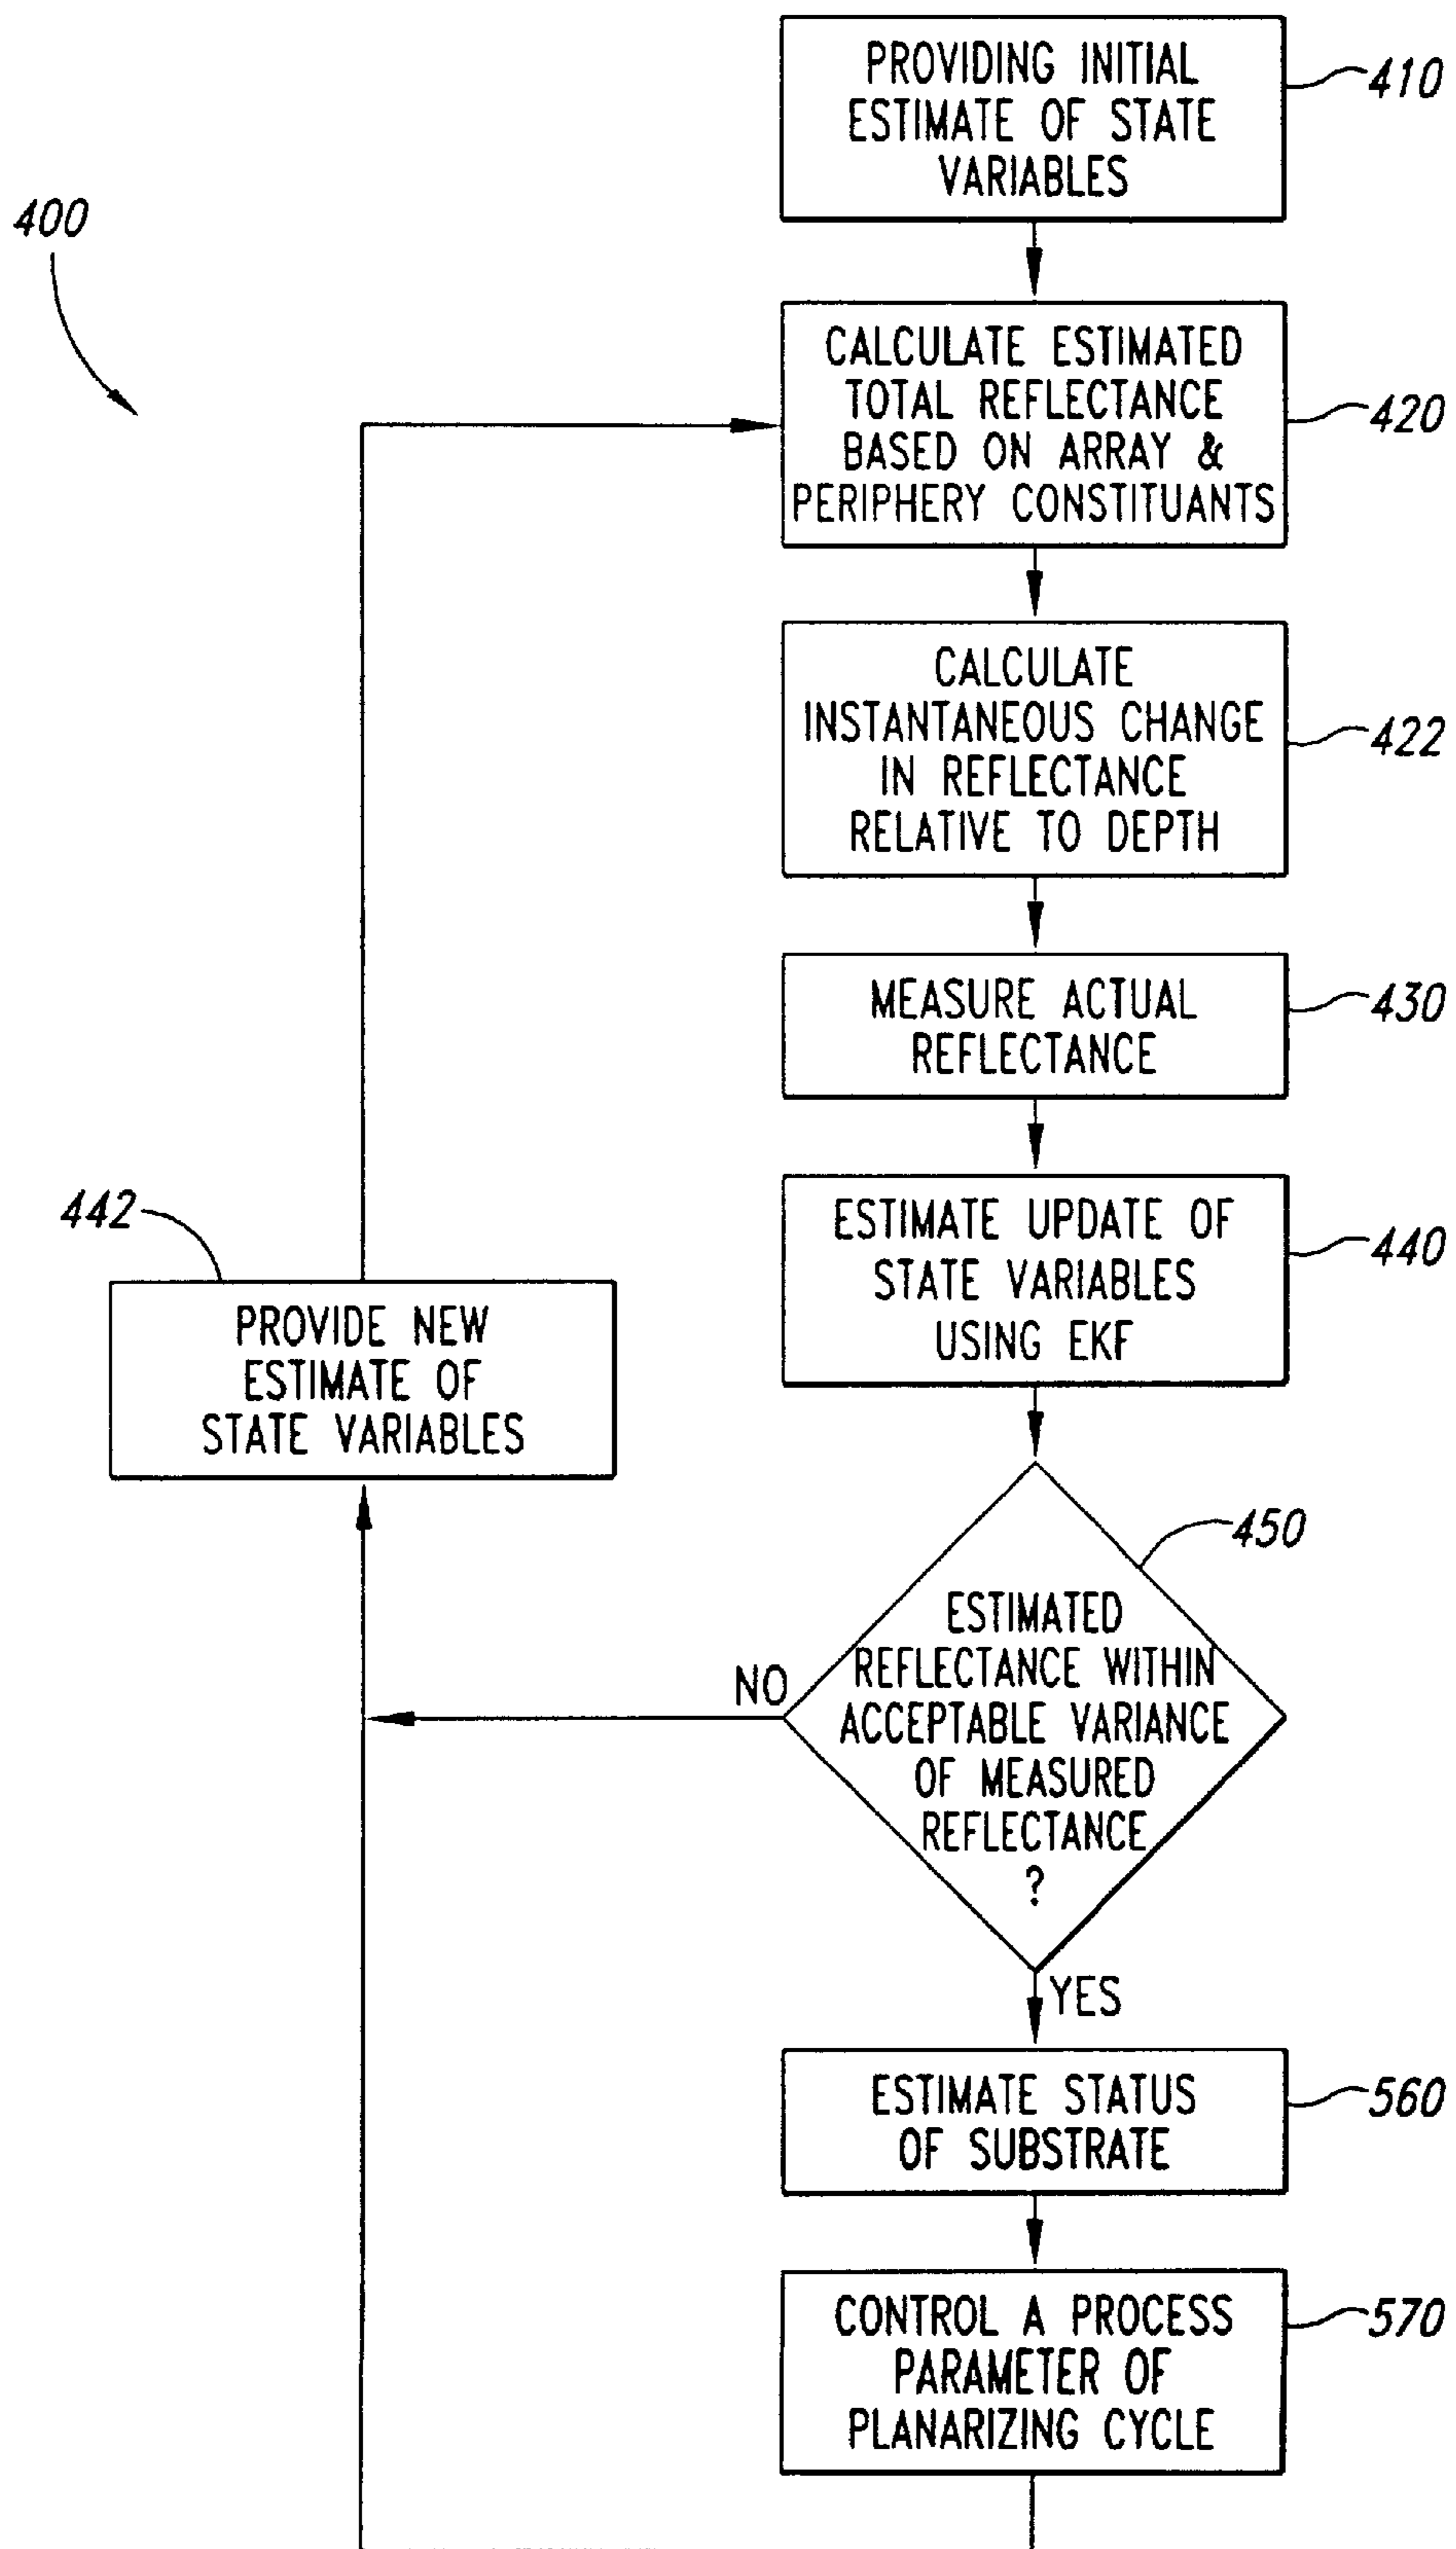 PROVIDING INITIAL
ESTIMATE OF STATE
VARIABLES
410
400
CALCULATE ESTIMATED
TOTAL REFLECTANCE
BASED ON ARRAY &
PERIPHERY CONSTITUANTS
420
CALCULATE
INSTANTANEOUS CHANGE
IN REFLECTANCE
RELATIVE TO DEPTH
422
MEASURE ACTUAL
REFLECTANCE
430
ESTIMATE UPDATE OF
STATE VARIABLES
USING EKF
440
442
PROVIDE NEW
ESTIMATE OF
STATE VARIABLES
450
ESTIMATED
REFLECTANCE WITHIN
ACCEPTABLE VARIANCE
OF MEASURED
REFLECTANCE
?
NO
YES
ESTIMATE STATUS
OF SUBSTRATE
560
CONTROL A PROCESS
PARAMETER OF
PLANARIZING CYCLE
570